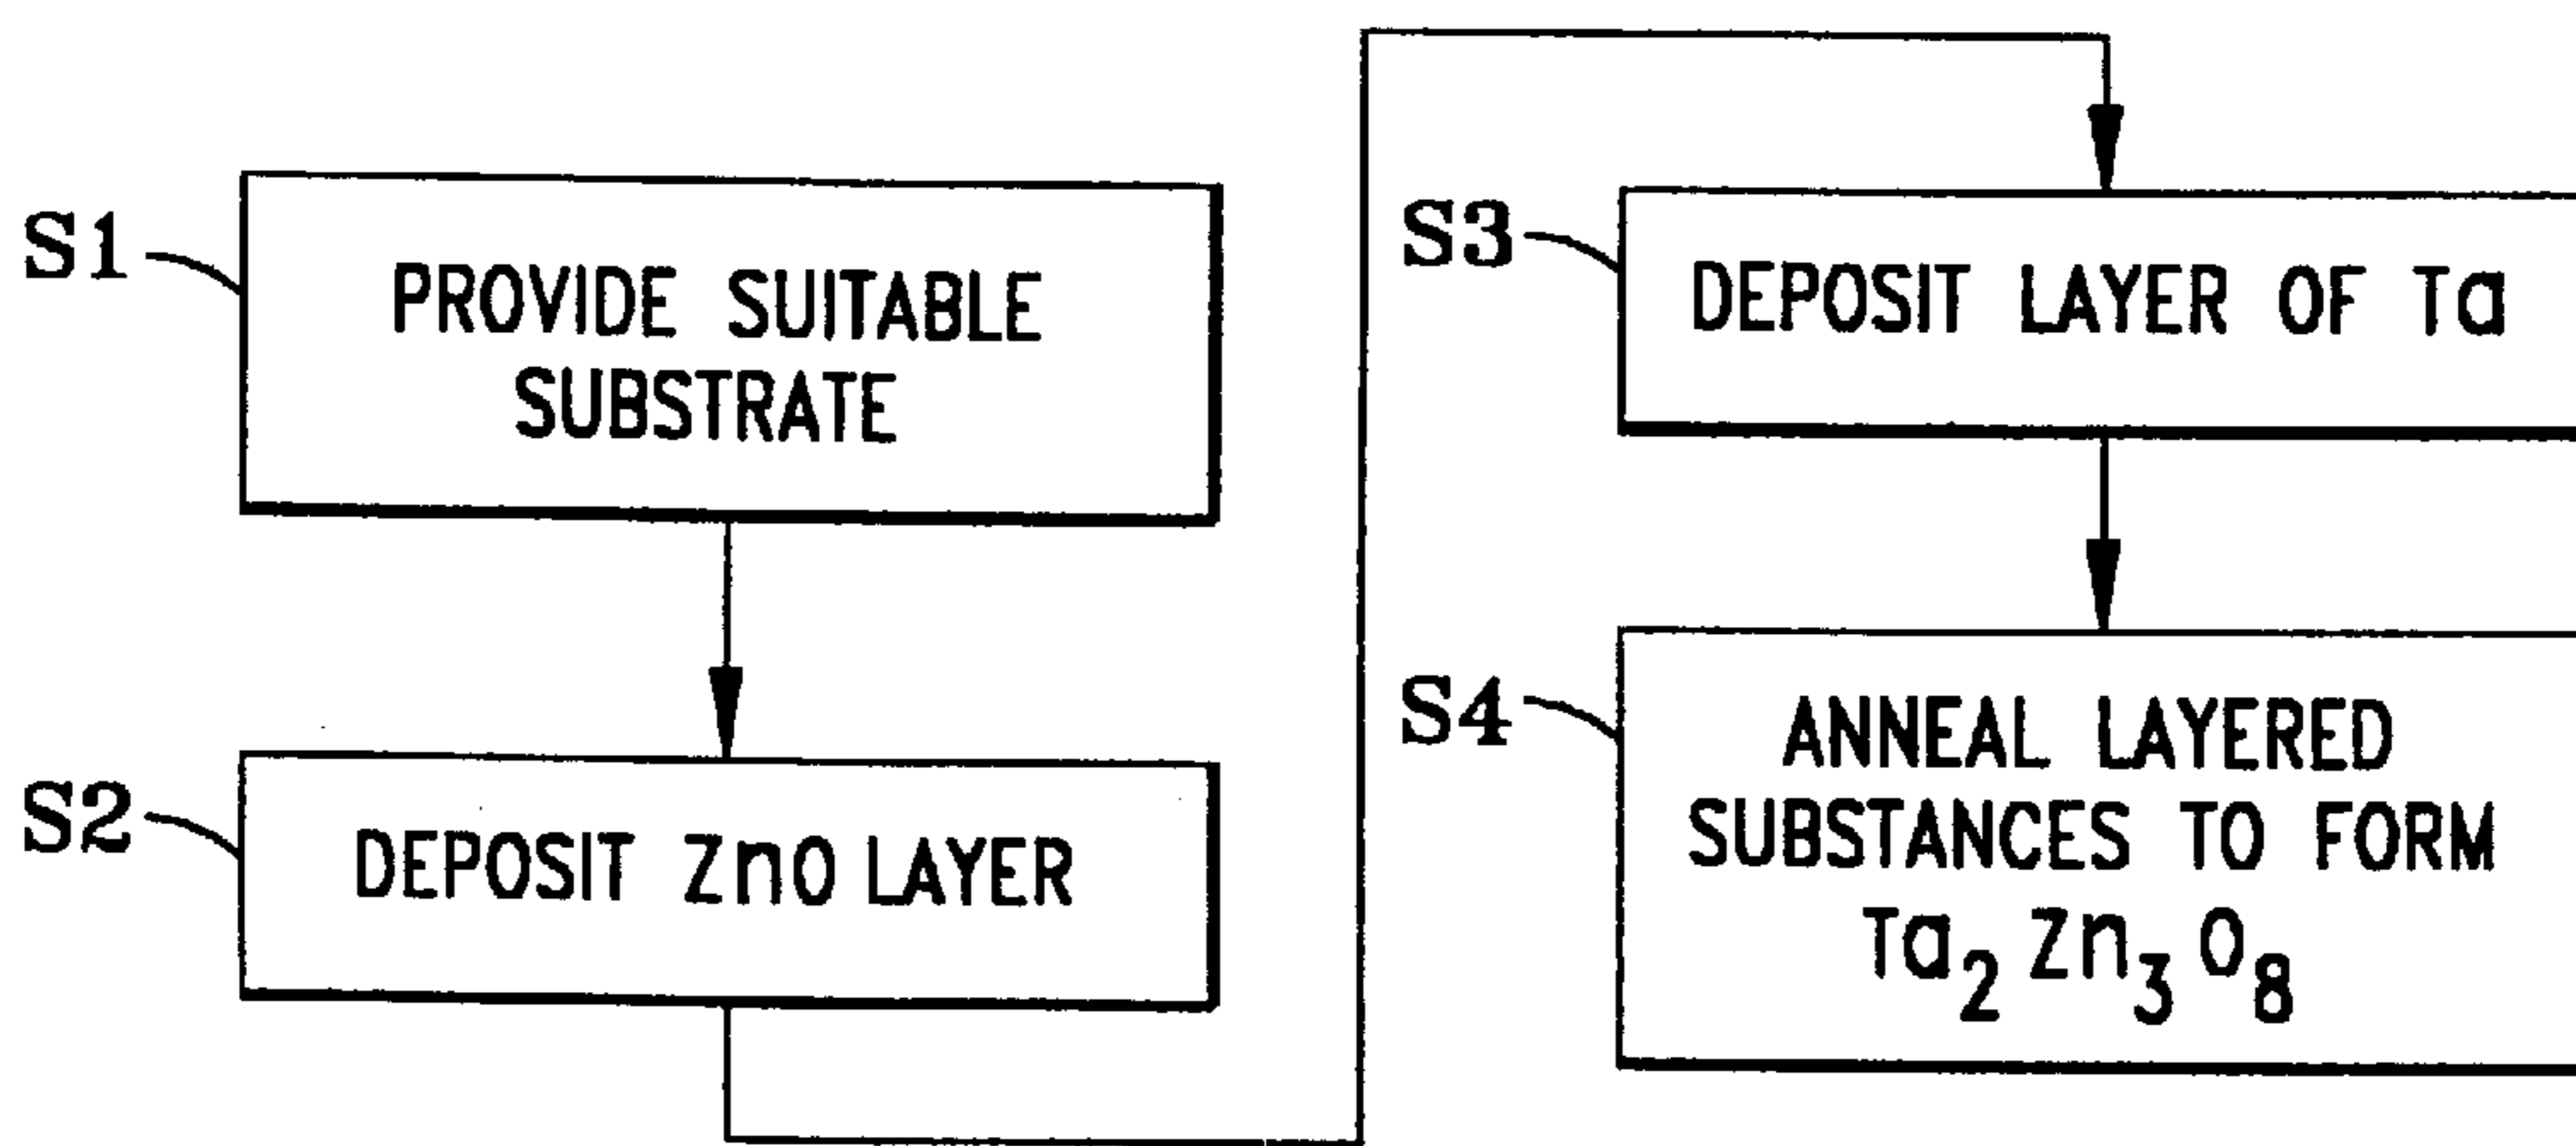 S1
PROVIDE SUITABLE
SUBSTRATE
S2
DEPOSIT ZnO LAYER
S3
DEPOSIT LAYER OF Ta
S4
ANNEAL LAYERED
SUBSTANCES TO FORM
Ta₂ Zn₃ O₈